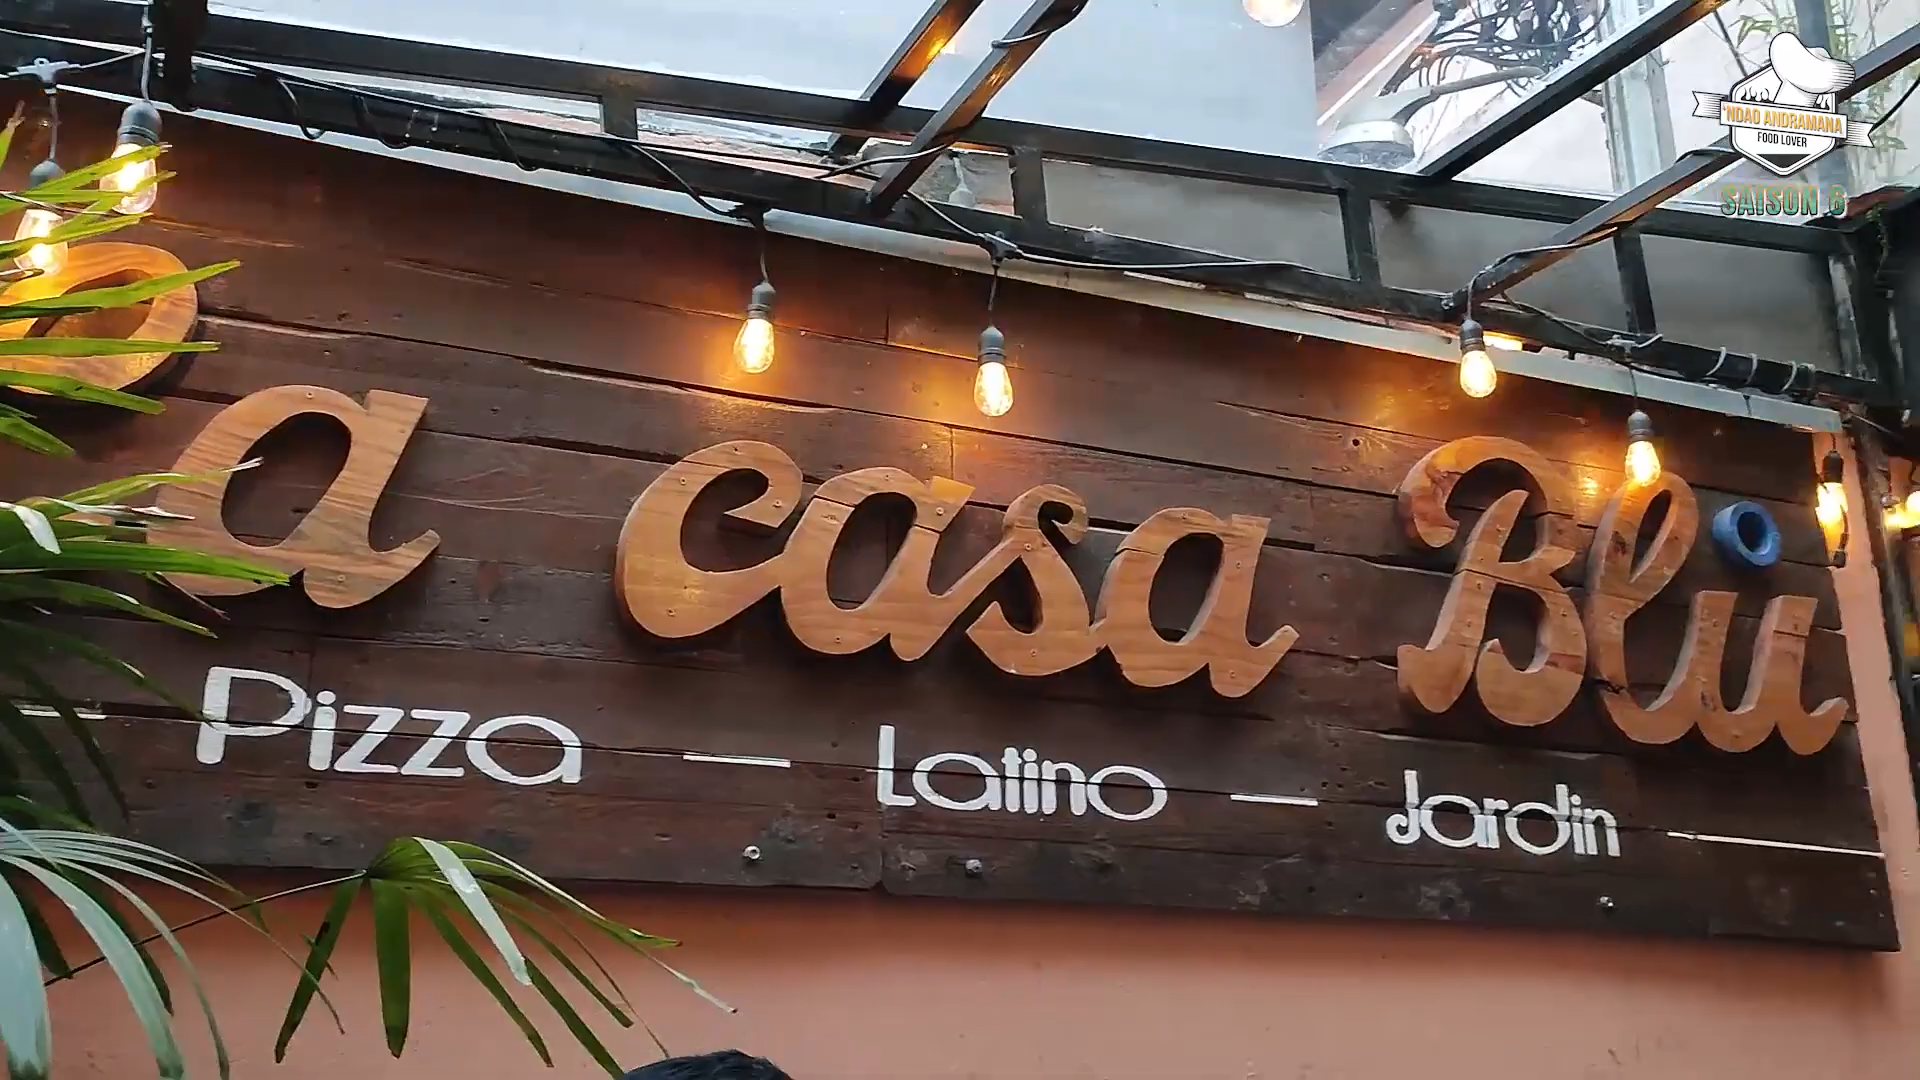 'NDAO ANDRAMANA
FOOD LOVER
SAISON 6
a casa Blu
Pizza — Latino — Jardin —